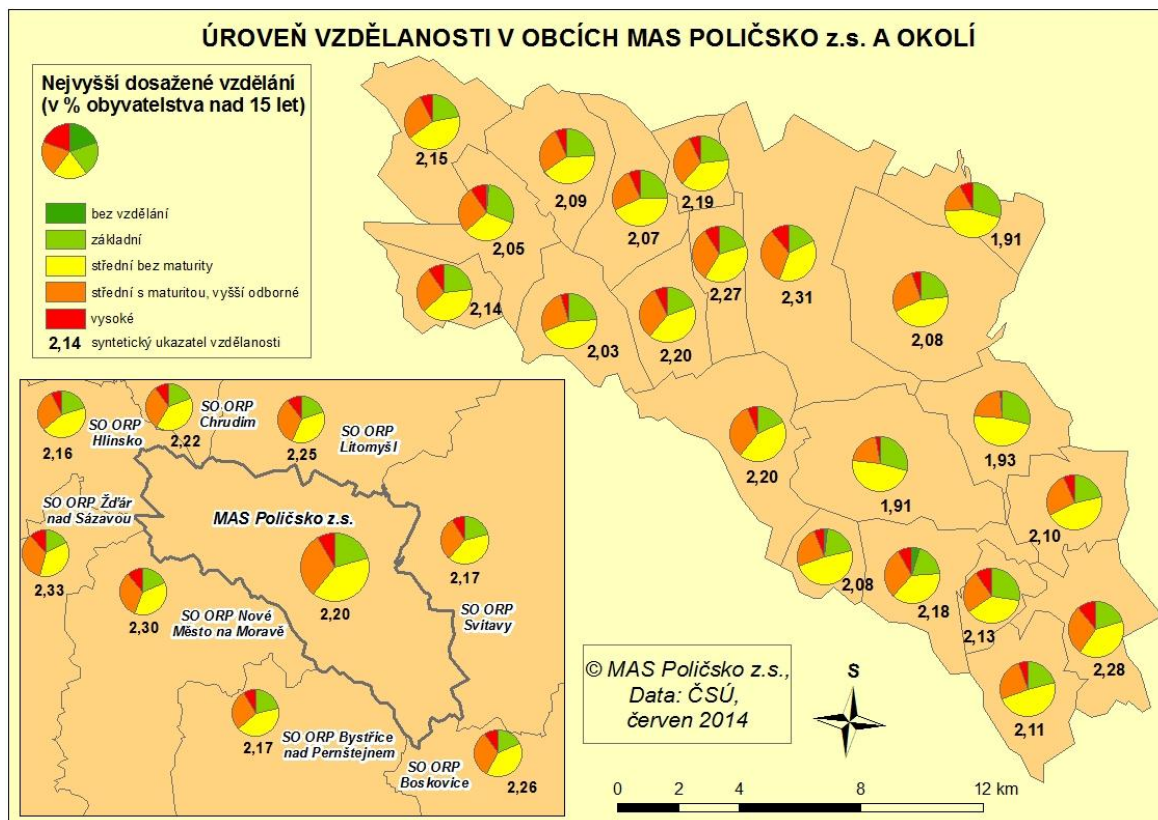 ÚROVEŇ VZDĚLANOSTI V OBCÍCH MAS POLIČSKO z.s. A OKOLÍ
Nejvyšší dosažené vzdělání
(v % obyvatelstva nad 15 let)
bez vzdělání
základní
střední bez maturity
střední s maturitou, vyšší odborné
vysoké
2,14 syntetický ukazatel vzdělanosti
2,15
2,09
2,19
2,05
2,07
1,91
2,27
2,31
2,14
2,03
2,20
2,08
2,20
1,91
1,93
2,10
2,08
2,18
2,13
2,28
2,11
SO ORP
Hlinsko
2,16
SO ORP
Chrudim
2,22
2,25
SO ORP
Litomyšl
SO ORP Žďár
nad Sázavou
2,33
MAS Poličsko z.s.
2,20
2,17
SO ORP
Svitavy
2,30
SO ORP Nové
Město na Moravě
2,17
SO ORP Bystřice
nad Pernštejnem
SO ORP
Boskovice
2,26
© MAS Poličsko z.s.,
Data: ČSÚ,
červen 2014
S
0 2 4 8 12 km